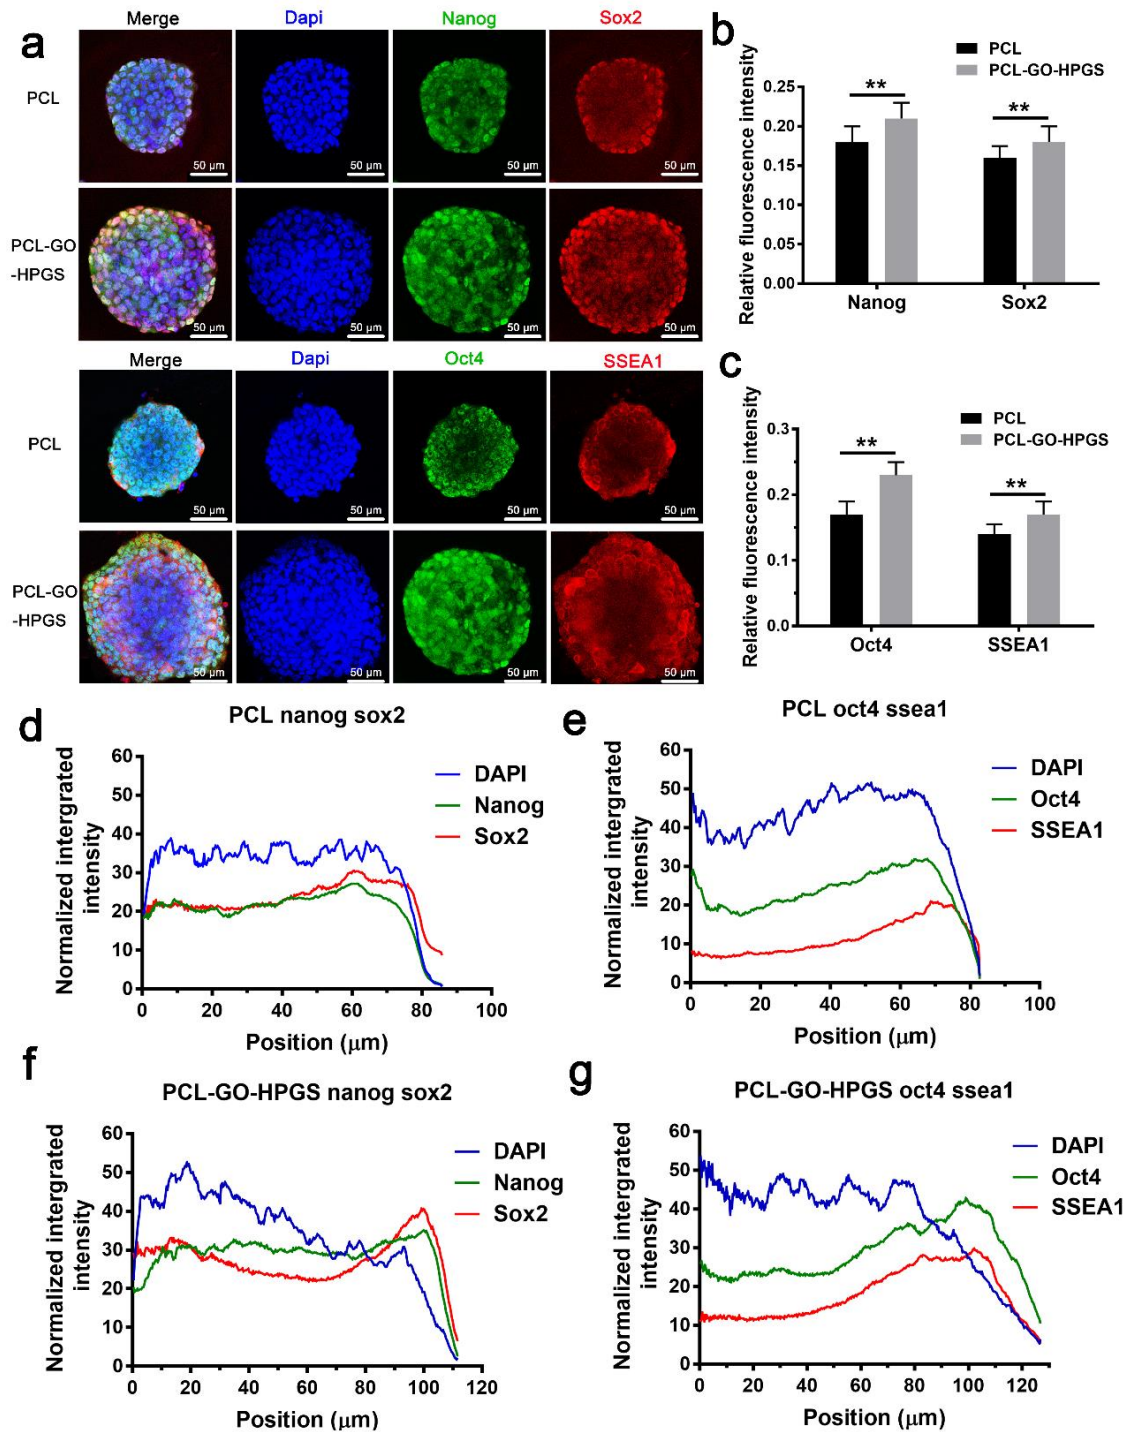 a
Merge Dapi Nanog Sox2
PCL
50 μm 50 μm 50 μm 50 μm
PCL-GO
-HPGS
50 μm 50 μm 50 μm 50 μm
Merge Dapi Oct4 SSEA1
PCL
50 μm 50 μm 50 μm 50 μm
PCL-GO
-HPGS
50 μm 50 μm 50 μm 50 μm
b
PCL
PCL-GO-HPGS
Relative fluorescence intensity
0.25
0.20
0.15
0.10
0.05
0.00
** **
Nanog Sox2
c
PCL
PCL-GO-HPGS
Relative fluorescence intensity
0.3
0.2
0.1
0.0
** **
Oct4 SSEA1
d
PCL nanog sox2
DAPI
Nanog
Sox2
Normalized intergrated
intensity
60
50
40
30
20
10
0
0 20 40 60 80 100
Position (μm)
e
PCL oct4 ssea1
DAPI
Oct4
SSEA1
Normalized intergrated
intensity
60
50
40
30
20
10
0
0 20 40 60 80 100
Position (μm)
f
PCL-GO-HPGS nanog sox2
DAPI
Nanog
Sox2
Normalized intergrated
intensity
60
50
40
30
20
10
0
0 20 40 60 80 100 120
Position (μm)
g
PCL-GO-HPGS oct4 ssea1
DAPI
Oct4
SSEA1
Normalized intergrated
intensity
60
50
40
30
20
10
0
0 20 40 60 80 100 120
Position (μm)